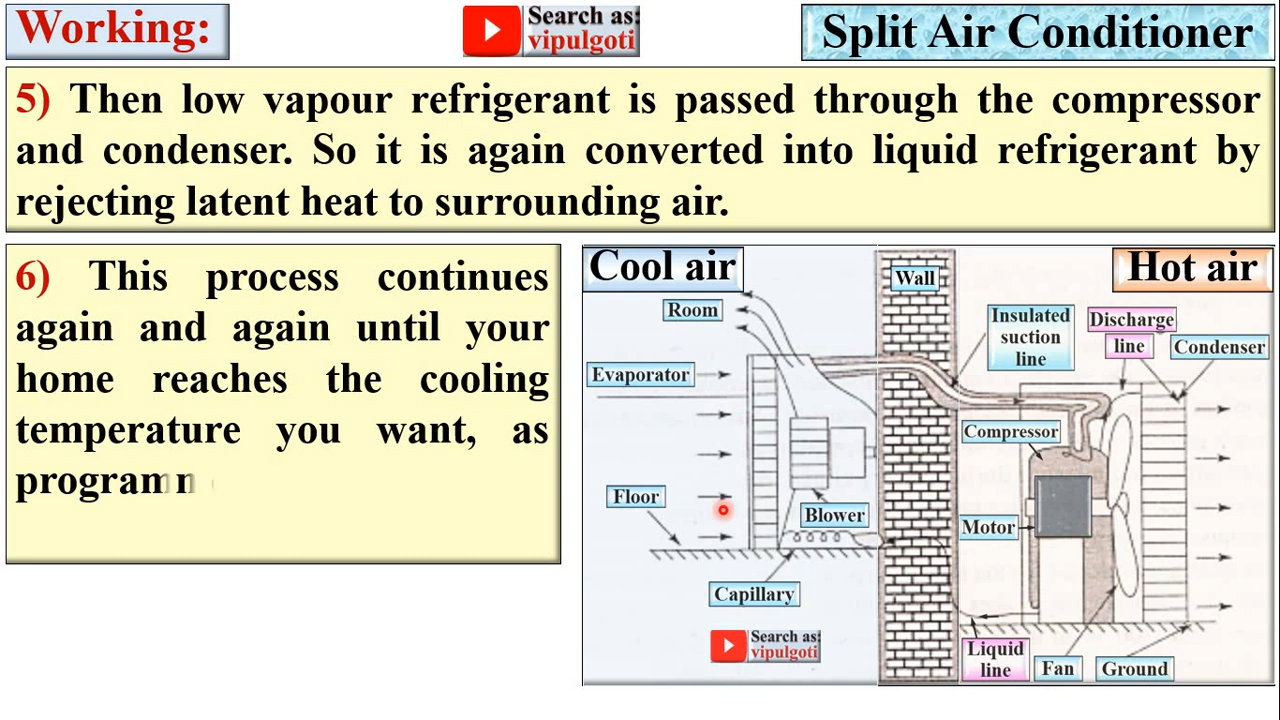 Working:
Search as:
vipulgoti
Split Air Conditioner
5) Then low vapour refrigerant is passed through the compressor
and condenser. So it is again converted into liquid refrigerant by
rejecting latent heat to surrounding air.
6) This process continues
again and again until your
home reaches the cooling
temperature you want, as
Cool air
Hot air
Wall
Room
Insulated
suction
line
Discharge
line
Condenser
Evaporator
Compressor
Floor
Blower
Motor
Capillary
Search as:
vipulgoti
Liquid
line
Fan
Ground